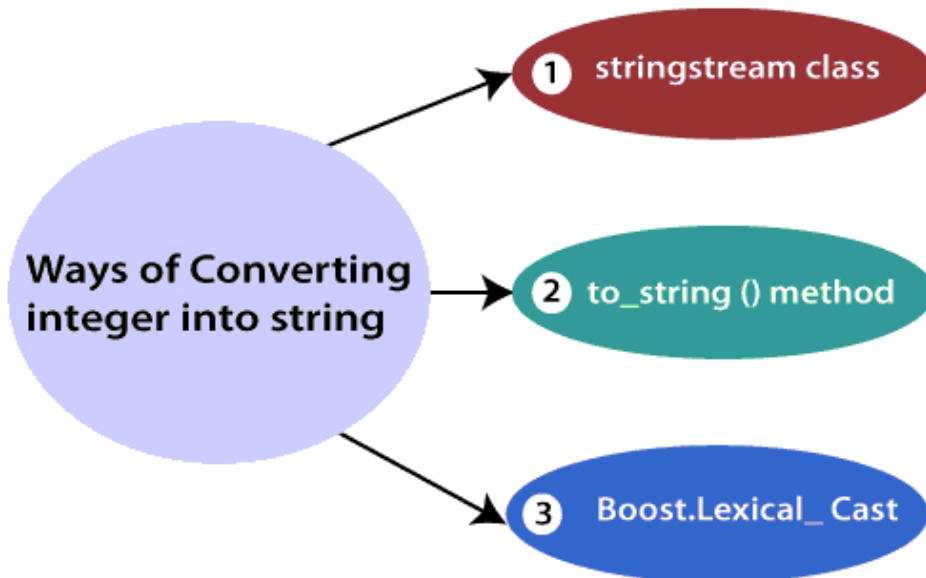 Ways of Converting
integer into string
1 stringstream class
2 to_string () method
3 Boost.Lexical_ Cast